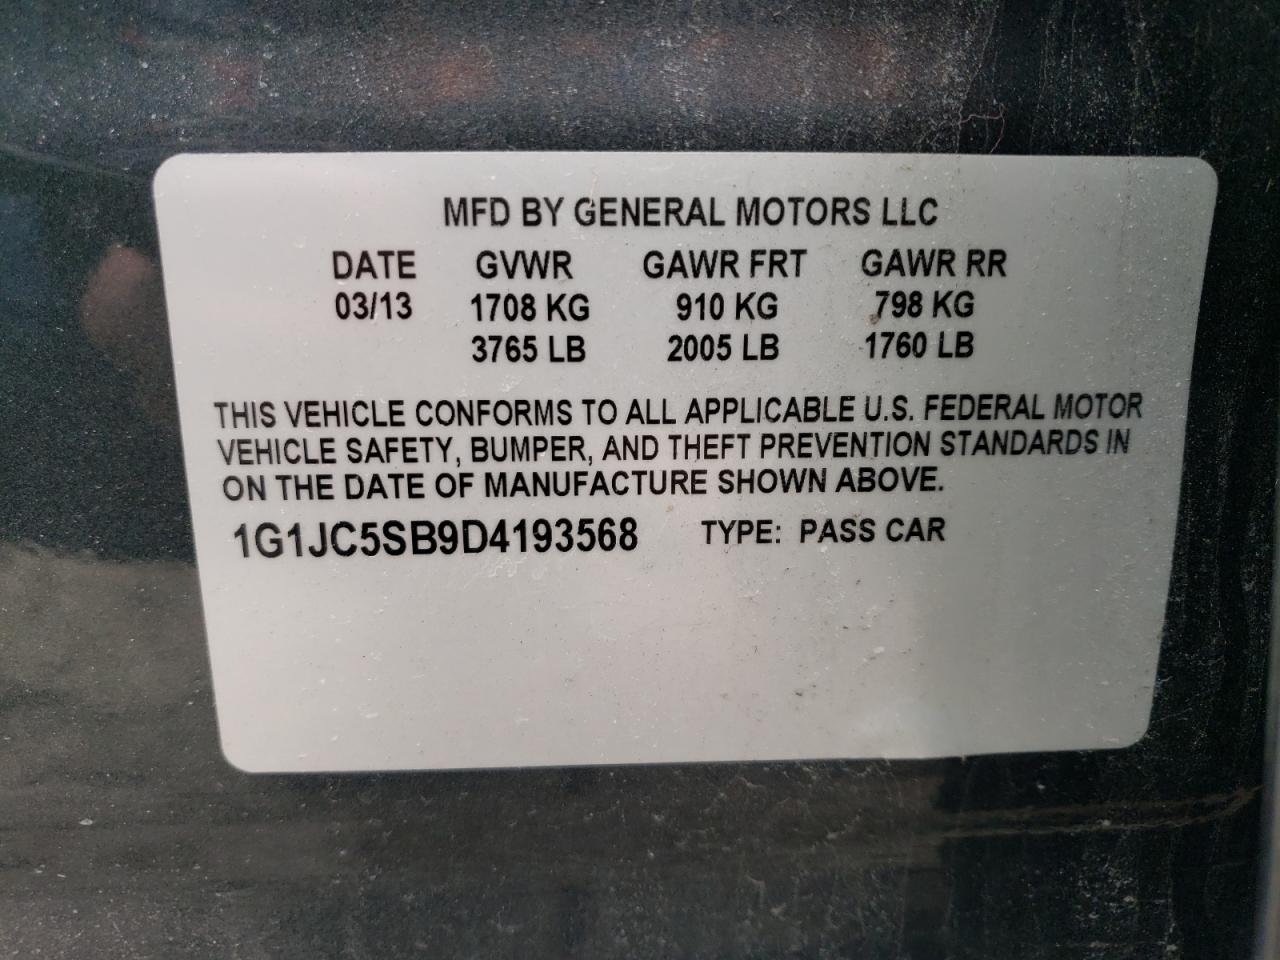 MFD BY GENERAL MOTORS LLC
DATE GVWR GAWR FRT GAWR RR
03/13 1708 KG 910 KG 798 KG
3765 LB 2005 LB 1760 LB
THIS VEHICLE CONFORMS TO ALL APPLICABLE U.S. FEDERAL MOTOR
VEHICLE SAFETY, BUMPER, AND THEFT PREVENTION STANDARDS IN
ON THE DATE OF MANUFACTURE SHOWN ABOVE.
1G1JC5SB9D4193568 TYPE: PASS CAR